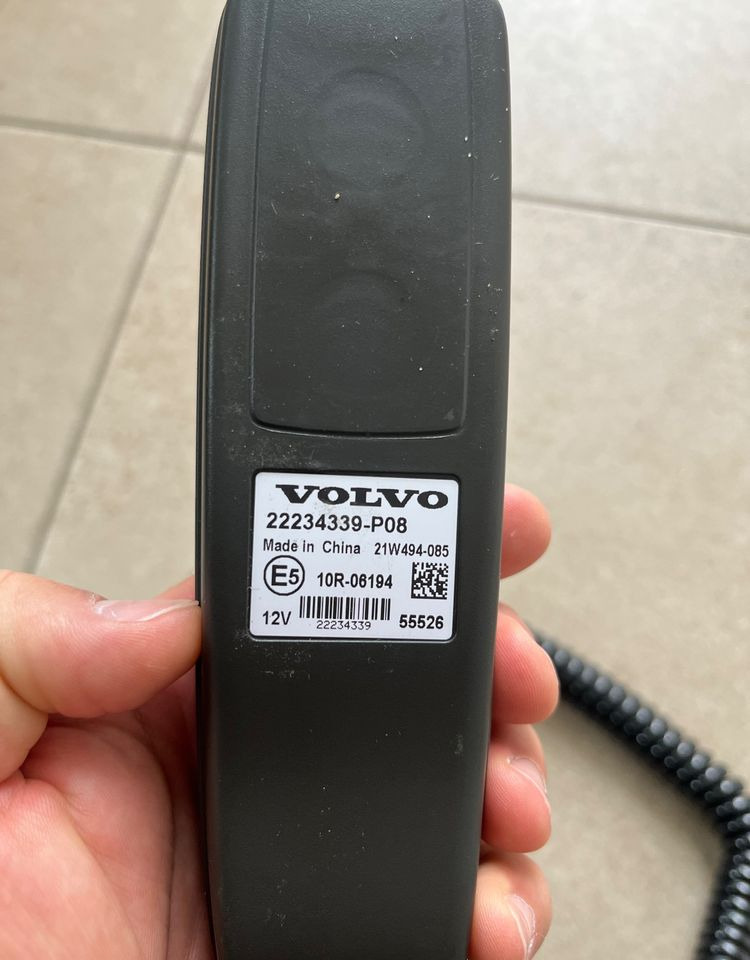 VOLVO
22234339-P08
Made in China 21W494-085
E5 10R-06194
12V 22234339 55526